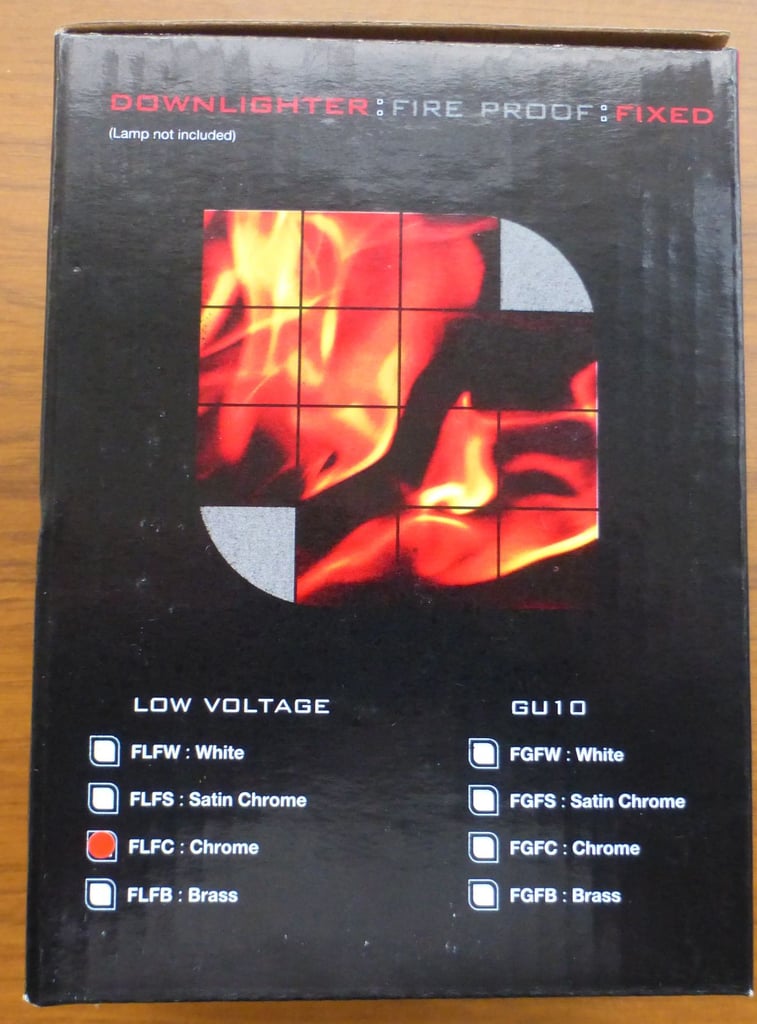 DOWNLIGHTER : FIRE PROOF : FIXED
(Lamp not included)
LOW VOLTAGE
FLFW : White
FLFS : Satin Chrome
FLFC : Chrome
FLFB : Brass
GU10
FGFW : White
FGFS : Satin Chrome
FGFC : Chrome
FGFB : Brass